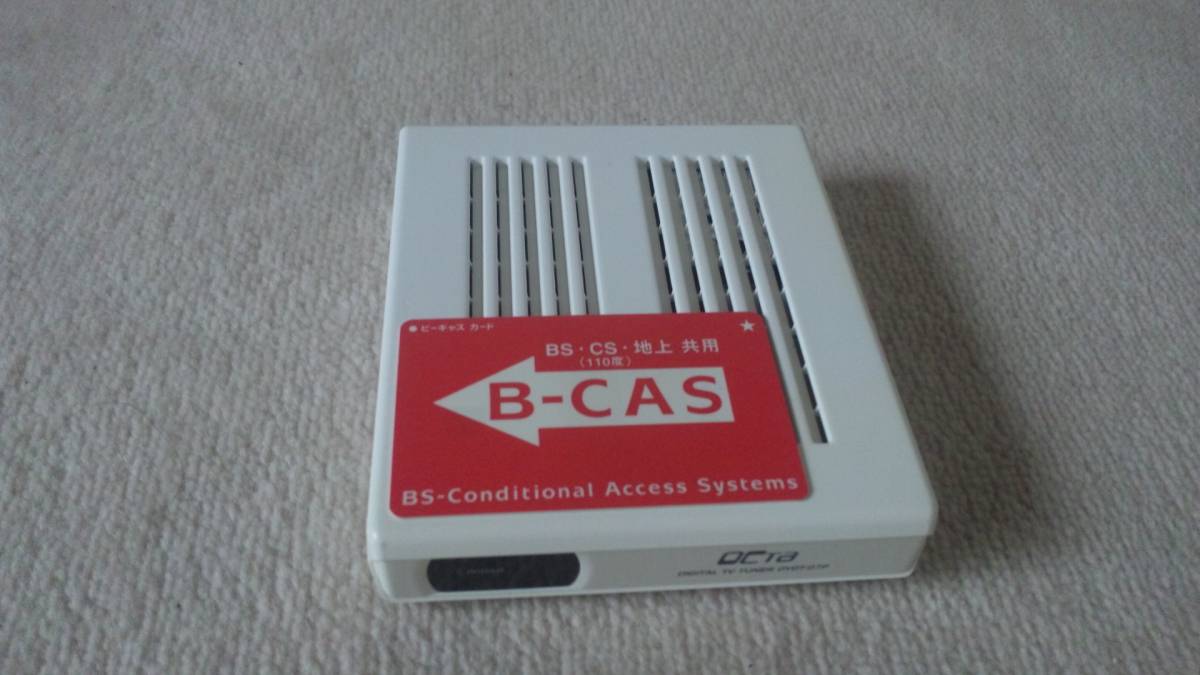 ●ビーキャス カード ★
BS・CS・地上 共用
（110度）
B-CAS
BS-Conditional Access Systems
OCTa
DIGITAL TV TUNER